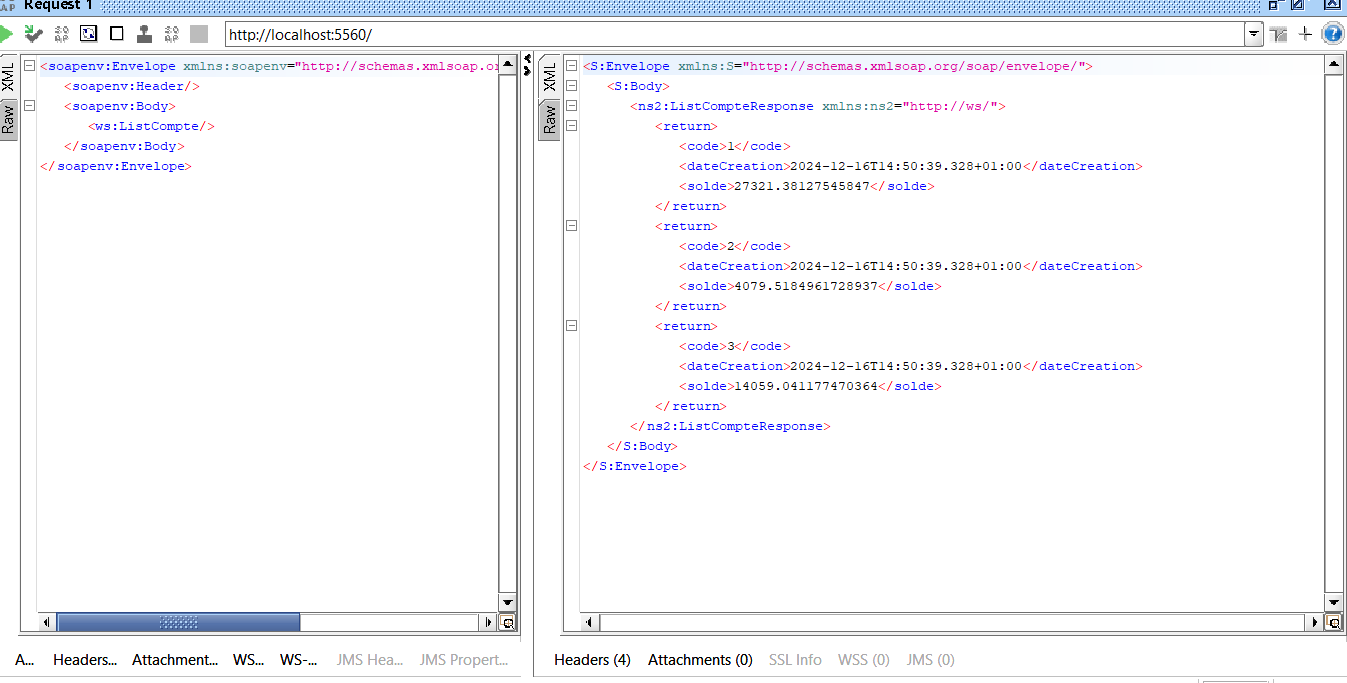 Request 1
http://localhost:5560/
XML
Raw
<soapenv:Envelope xmlns:soapenv="http://schemas.xmlsoap.or
<soapenv:Header/>
<soapenv:Body>
<ws:ListCompte/>
</soapenv:Body>
</soapenv:Envelope>
A... Headers... Attachment... WS... WS-... JMS Hea... JMS Propert...
XML
Raw
<S:Envelope xmlns:S="http://schemas.xmlsoap.org/soap/envelope/">
<S:Body>
<ns2:ListCompteResponse xmlns:ns2="http://ws/">
<return>
<code>1</code>
<dateCreation>2024-12-16T14:50:39.328+01:00</dateCreation>
<solde>27321.38127545847</solde>
</return>
<return>
<code>2</code>
<dateCreation>2024-12-16T14:50:39.328+01:00</dateCreation>
<solde>4079.5184961728937</solde>
</return>
<return>
<code>3</code>
<dateCreation>2024-12-16T14:50:39.328+01:00</dateCreation>
<solde>14059.041177470364</solde>
</return>
</ns2:ListCompteResponse>
</S:Body>
</S:Envelope>
Headers (4) Attachments (0) SSL Info WSS (0) JMS (0)